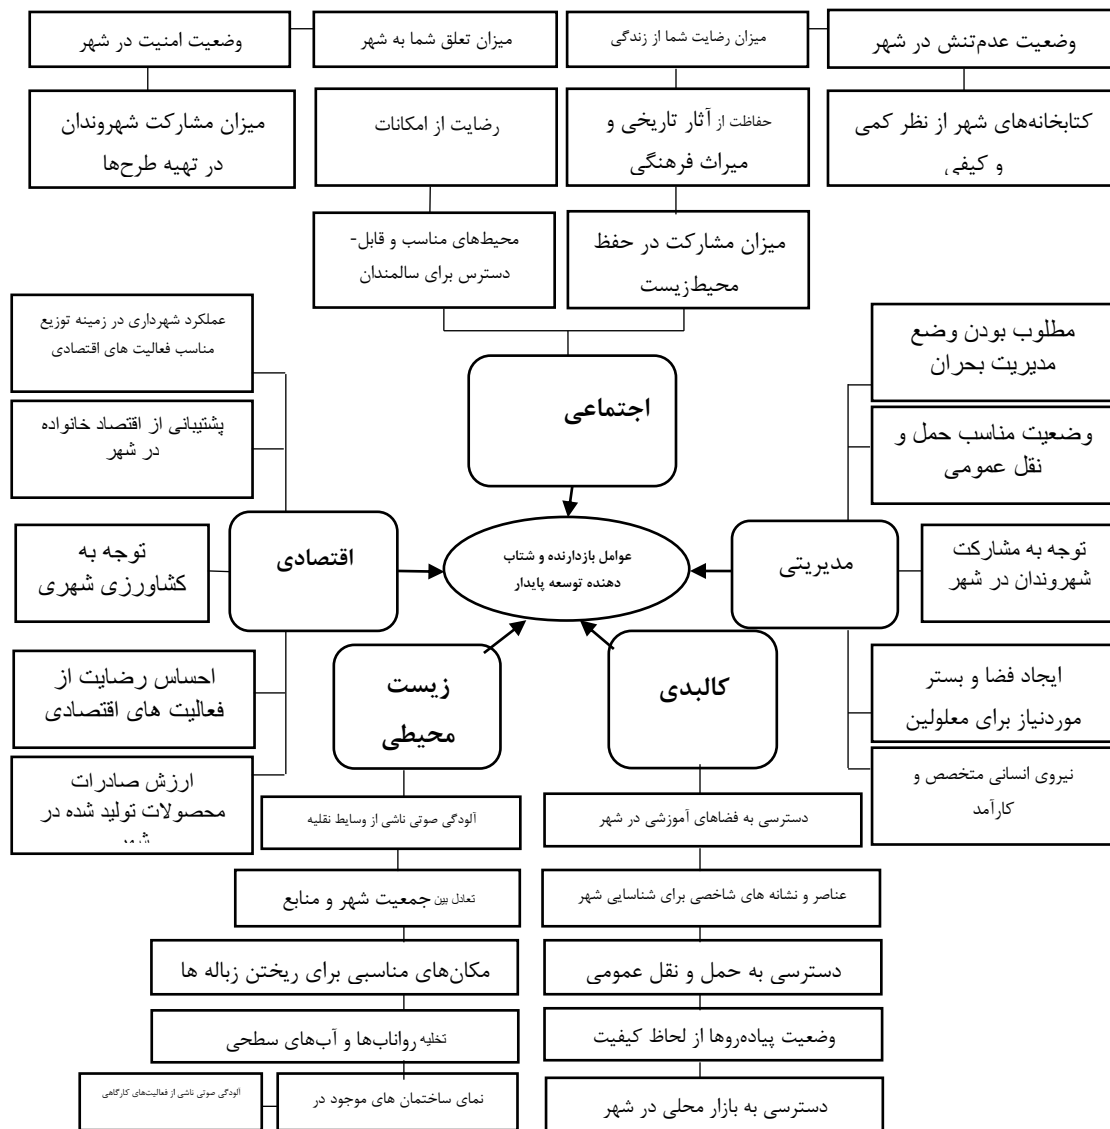 وضعیت عدم‌تنش در شهر
میزان رضایت شما از زندگی
میزان تعلق شما به شهر
وضعیت امنیت در شهر
کتابخانه‌های شهر از نظر کمی
و کیفی
حفاظت از آثار تاریخی و
میراث فرهنگی
رضایت از امکانات
میزان مشارکت شهروندان
در تهیه طرح‌ها
میزان مشارکت در حفظ
محیط‌زیست
محیط‌های مناسب و قابل-
دسترس برای سالمندان
اجتماعی
مطلوب بودن وضع
مدیریت بحران
وضعیت مناسب حمل و
نقل عمومی
توجه به مشارکت
شهروندان در شهر
مدیریتی
ایجاد فضا و بستر
موردنیاز برای معلولین
نیروی انسانی متخصص و
کارآمد
عوامل بازدارنده و شتاب
دهنده توسعه پایدار
عملکرد شهرداری در زمینه توزیع
مناسب فعالیت های اقتصادی
پشتیبانی از اقتصاد خانواده
در شهر
اقتصادی
توجه به
کشاورزی شهری
احساس رضایت از
فعالیت های اقتصادی
ارزش صادرات
محصولات تولید شده در
شهر
کالبدی
دسترسی به فضاهای آموزشی در شهر
عناصر و نشانه های شاخصی برای شناسایی شهر
دسترسی به حمل و نقل عمومی
وضعیت پیاده‌روها از لحاظ کیفیت
دسترسی به بازار محلی در شهر
زیست
محیطی
آلودگی صوتی ناشی از وسایط نقلیه
تعادل بین جمعیت شهر و منابع
مکان‌های مناسبی برای ریختن زباله ها
تخلیه رواناب‌ها و آب‌های سطحی
نمای ساختمان های موجود در
آلودگی صوتی ناشی از فعالیت‌های کارگاهی